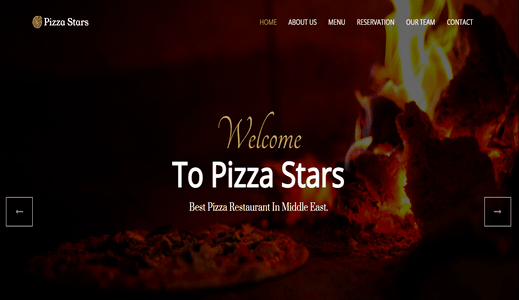 Pizza Stars
HOME ABOUT US MENU RESERVATION OUR TEAM CONTACT
Welcome
To Pizza Stars
Best Pizza Restaurant In Middle East.